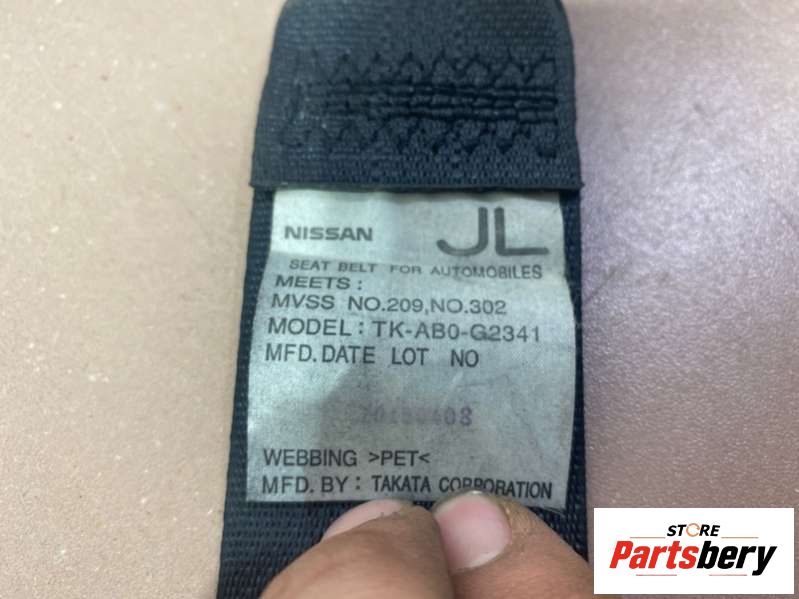 NISSAN JL
SEAT BELT FOR AUTOMOBILES
MEETS :
MVSS NO.209,NO.302
MODEL : TK-AB0-G2341
MFD.DATE LOT NO
WEBBING >PET<
MFD. BY : TAKATA CORPORATION
STORE
Partsbery